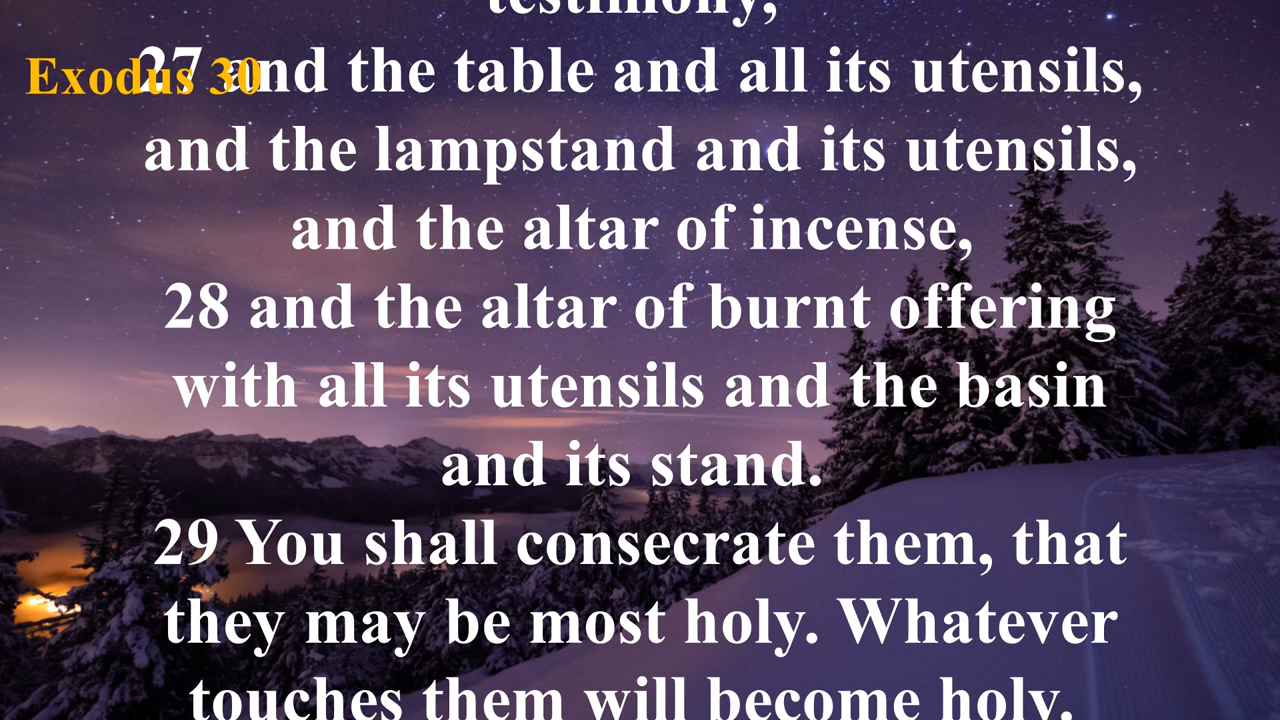 testimony,
Exodus 30
27 and the table and all its utensils,
and the lampstand and its utensils,
and the altar of incense,
28 and the altar of burnt offering
with all its utensils and the basin
and its stand.
29 You shall consecrate them, that
they may be most holy. Whatever
touches them will become holy.